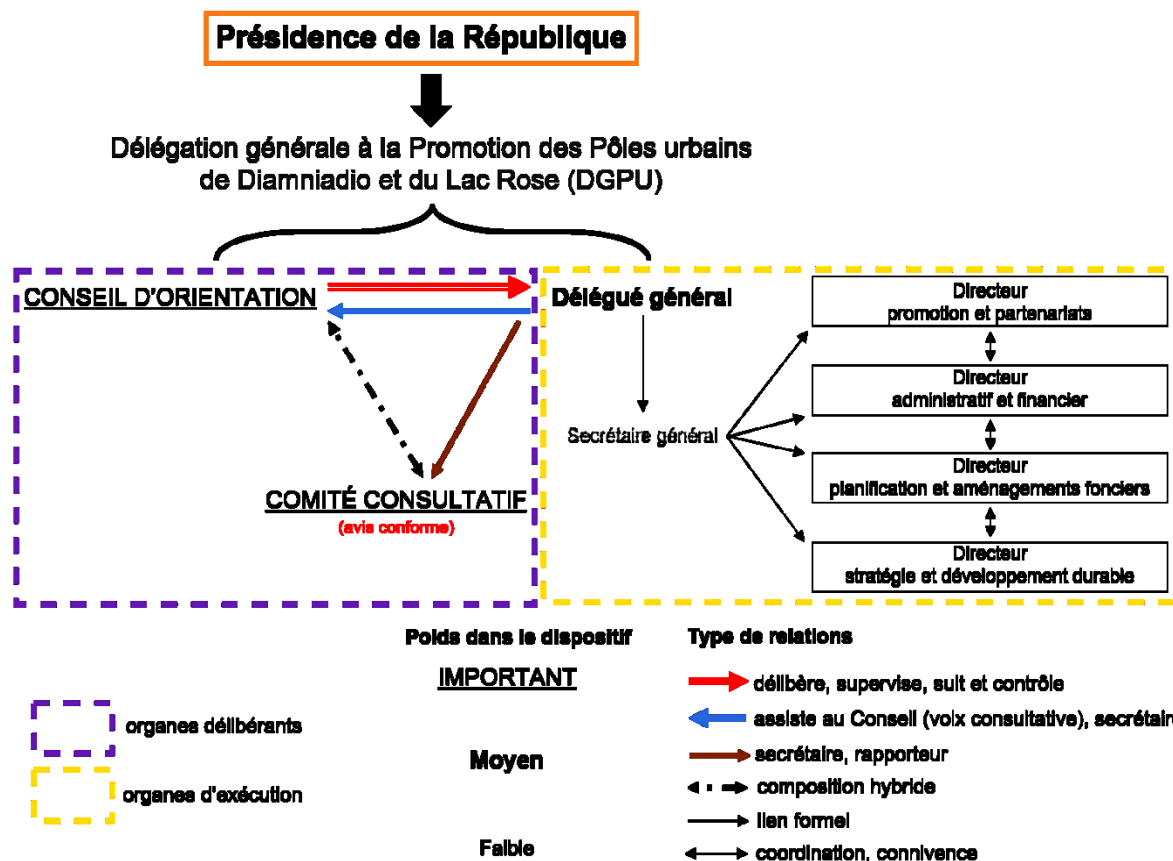 Présidence de la République
Délégation générale à la Promotion des Pôles urbains
de Diamniadio et du Lac Rose (DGPU)
CONSEIL D'ORIENTATION
Délégué général
Secrétaire général
COMITÉ CONSULTATIF
(avis conforme)
Directeur
promotion et partenariats
Directeur
administratif et financier
Directeur
planification et aménagements fonciers
Directeur
stratégie et développement durable
organes délibérants
organes d'exécution
Poids dans le dispositif
IMPORTANT
Moyen
Faible
Type de relations
délibère, supervise, suit et contrôle
assiste au Conseil (voix consultative), secrétaire
secrétaire, rapporteur
composition hybride
lien formel
coordination, connivence